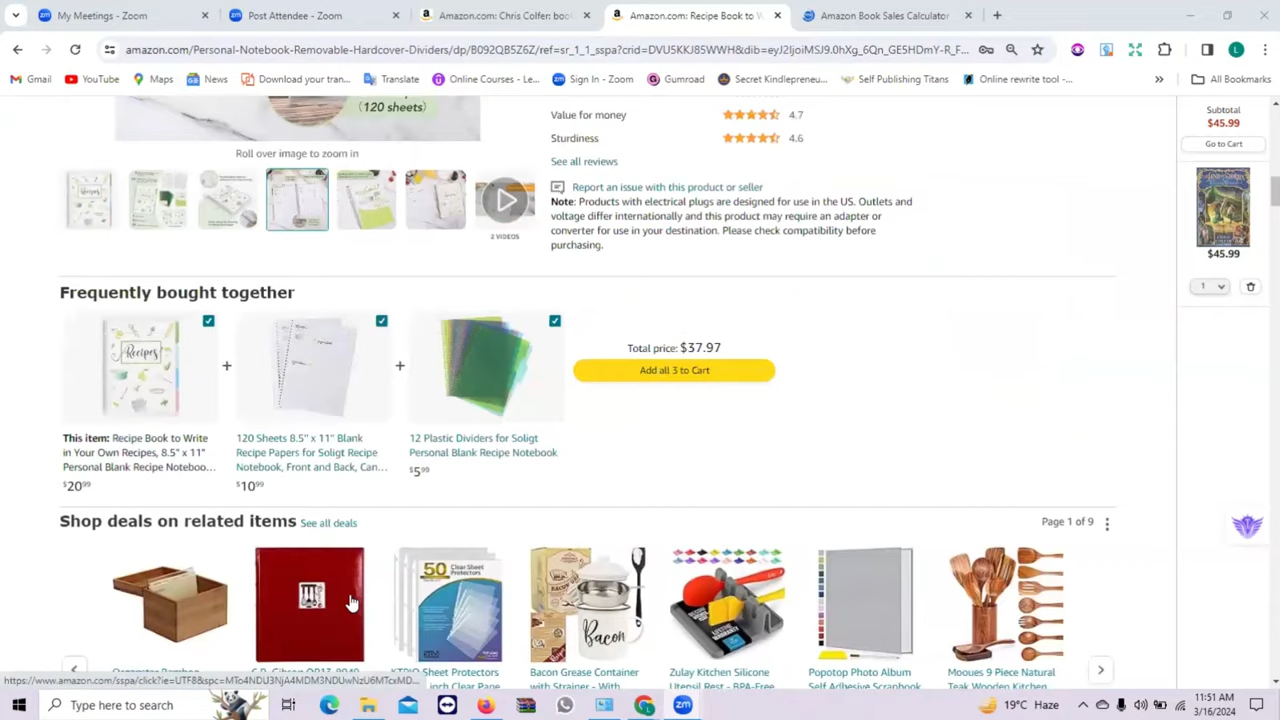 My Meetings - Zoom
Post Attendee - Zoom
Amazon.com: Chris Colfer: boo
Amazon.com: Recipe Book to W
Amazon Book Sales Calculator
amazon.com/Personal-Notebook-Removable-Hardcover-Dividers/dp/B092QB5Z6Z/ref=sr_1_1_sspa?crid=DVU5KKJ85WWH&dib=eyJ2IjoiMSJ9.0hXg_6Qn_GE5HDmY-R_F...
Gmail
YouTube
Maps
News
Download your tran...
Translate
Online Courses - Le...
Sign In - Zoom
Gumroad
Secret Kindlepreneu...
Self Publishing Titans
Online rewrite tool -...
»
All Bookmarks
(120 sheets)
Roll over image to zoom in
2 VIDEOS
Value for money 4.7
Sturdiness 4.6
See all reviews
Report an issue with this product or seller
Note: Products with electrical plugs are designed for use in the US. Outlets and
voltage differ internationally and this product may require an adapter or
converter for use in your destination. Please check compatibility before
purchasing.
Subtotal
$45.99
Go to Cart
$45.99
1
Frequently bought together
Recipes
Total price: $37.97
Add all 3 to Cart
This item: Recipe Book to Write
in Your Own Recipes, 8.5" x 11"
Personal Blank Recipe Noteboo...
$20.99
120 Sheets 8.5" x 11" Blank
Recipe Papers for Soligt Recipe
Notebook, Front and Back, Can...
$10.99
12 Plastic Dividers for Soligt
Personal Blank Recipe Notebook
$5.99
Shop deals on related items See all deals
Page 1 of 9
50 Clear Sheet
Protectors
Bacon
Sheet Protectors
Bacon Grease Container
with Strainer - With
Zulay Kitchen Silicone
Utensil Rest - BPA-Free
Popotop Photo Album
Self Adhesive Scrapbook
Mooues 9 Piece Natural
Teak Wooden Kitchen
Type here to search
19°C Haze
11:51 AM
3/16/2024